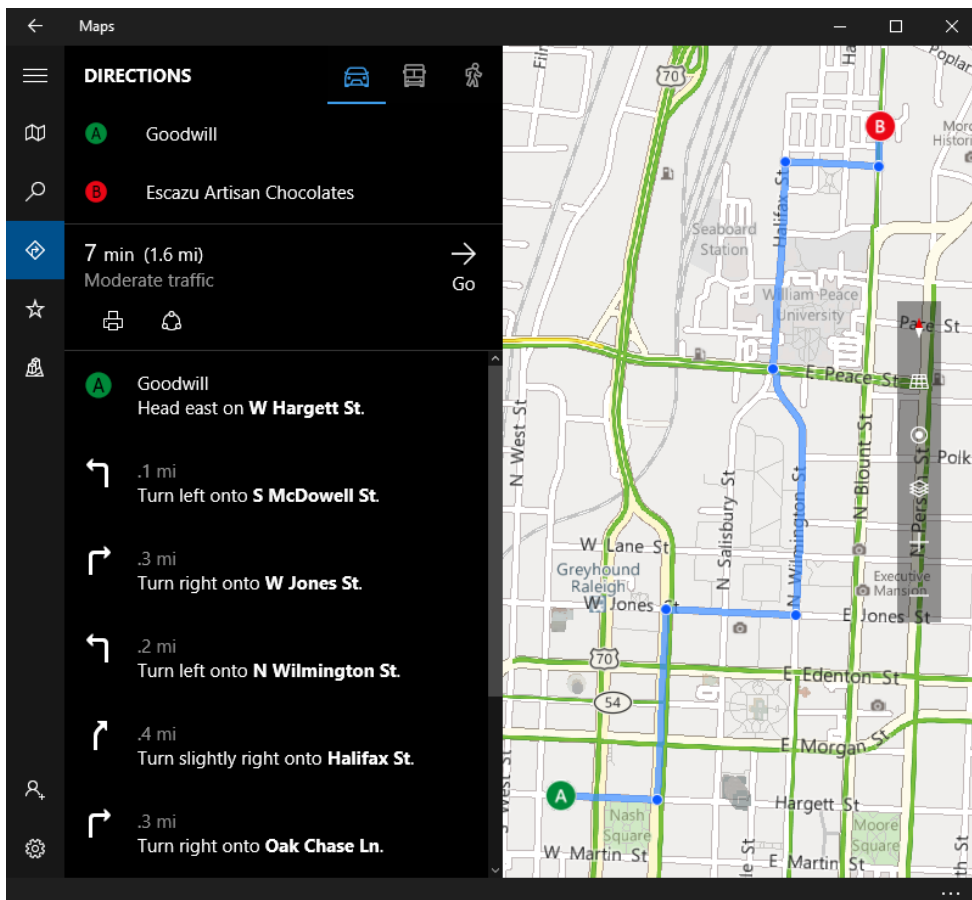 Maps
DIRECTIONS
A Goodwill
B Escazu Artisan Chocolates
7 min (1.6 mi)
Moderate traffic
Go
A Goodwill
Head east on W Hargett St.
.1 mi
Turn left onto S McDowell St.
.3 mi
Turn right onto W Jones St.
.2 mi
Turn left onto N Wilmington St.
.4 mi
Turn slightly right onto Halifax St.
.3 mi
Turn right onto Oak Chase Ln.
70
B
Halifax St
Seaboard
Station
William Peace
University
E Peace St
N West St
N Salisbury St
N Wilmington St
N Blount St
W Lane St
Greyhound
Raleigh
W Jones St
Executive
Mansion
E Jones St
70
E Edenton St
54
E Morgan St
A
Hargett St
Nash
Square
Moore
Square
W Martin St
E Martin St
S West St